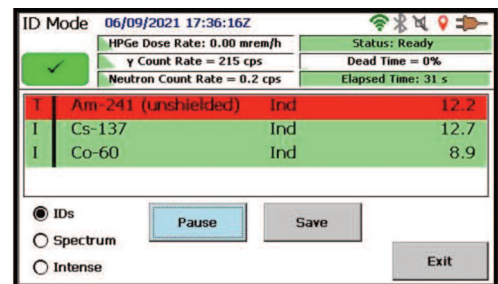 ID Mode 06/09/2021 17:36:16Z
HPGe Dose Rate: 0.00 mrem/h Status: Ready
γ Count Rate = 215 cps Dead Time = 0%
Neutron Count Rate = 0.2 cps Elapsed Time: 31 s
T Am-241 (unshielded) Ind 12.2
I Cs-137 Ind 12.7
I Co-60 Ind 8.9
IDs
Pause Save
Spectrum
Intense
Exit